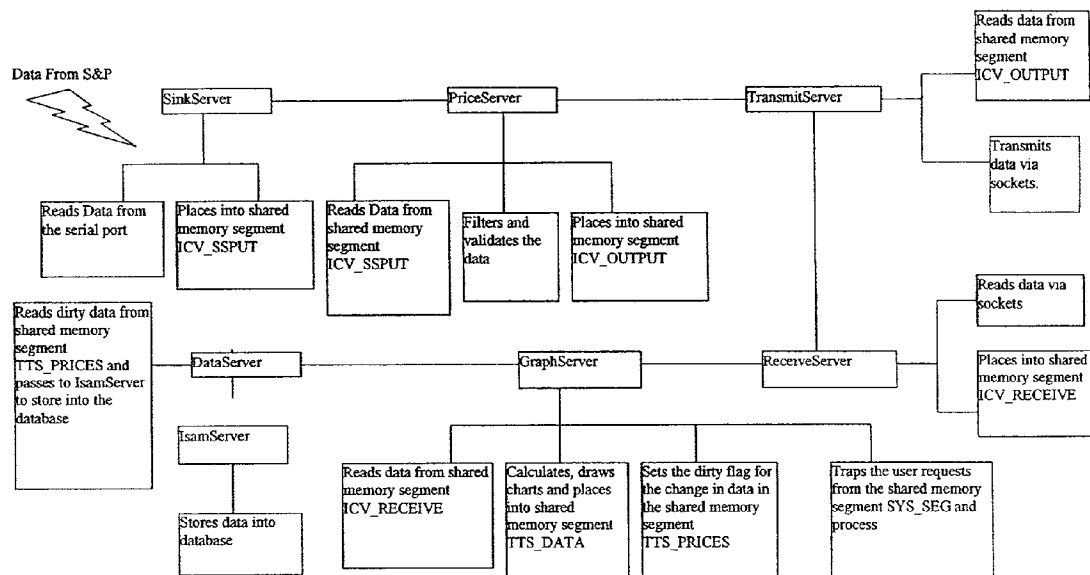 Data From S&P
SinkServer
PriceServer
TransmitServer
Reads data from
shared memory
segment
ICV_OUTPUT
Transmits
data via
sockets.
Reads Data from
the serial port
Places into shared
memory segment
ICV_SSPUT
Reads Data from
shared memory
segment
ICV_SSPUT
Filters and
validates the
data
Places into shared
memory segment
ICV_OUTPUT
Reads data via
sockets
Places into shared
memory segment
ICV_RECEIVE
Reads dirty data from
shared memory
segment
TTS_PRICES and
passes to IsamServer
to store into the
database
DataServer
GraphServer
ReceiveServer
IsamServer
Stores data into
database
Reads data from shared
memory segment
ICV_RECEIVE
Calculates, draws
charts and places
into shared
memory segment
TTS_DATA
Sets the dirty flag for
the change in data in
the shared memory
segment
TTS_PRICES
Traps the user requests
from the shared memory
segment SYS_SEG and
process